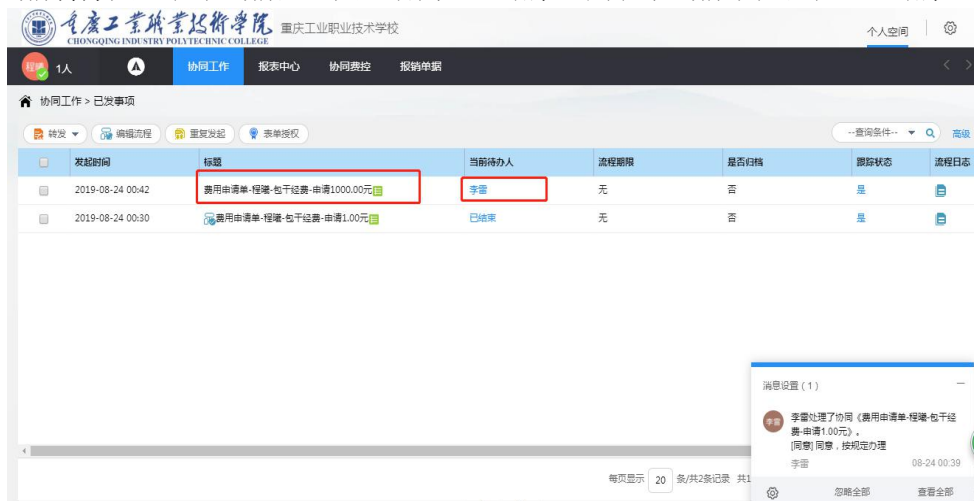 重庆工业职业技术学院 重庆工业职业技术学校
CHONGQING INDUSTRY POLYTECHNIC COLLEGE
个人空间
程曦 1人 协同工作 报表中心 协同费控 报销单据
协同工作 > 已发事项
转发 编辑流程 重复发起 表单授权 --查询条件-- 高级
发起时间 标题 当前待办人 流程期限 是否归档 跟踪状态 流程日志
2019-08-24 00:42 费用申请单-程曦-包干经费-申请1000.00元 李雷 无 否 是
2019-08-24 00:30 费用申请单-程曦-包干经费-申请1.00元 已结束 无 否 是
消息设置 ( 1 )
李雷 李雷处理了协同《费用申请单-程曦-包干经
费-申请1.00元》。
[同意] 同意，按规定办理
李雷 08-24 00:39
每页显示 20 条/共2条记录 共1
忽略全部 查看全部